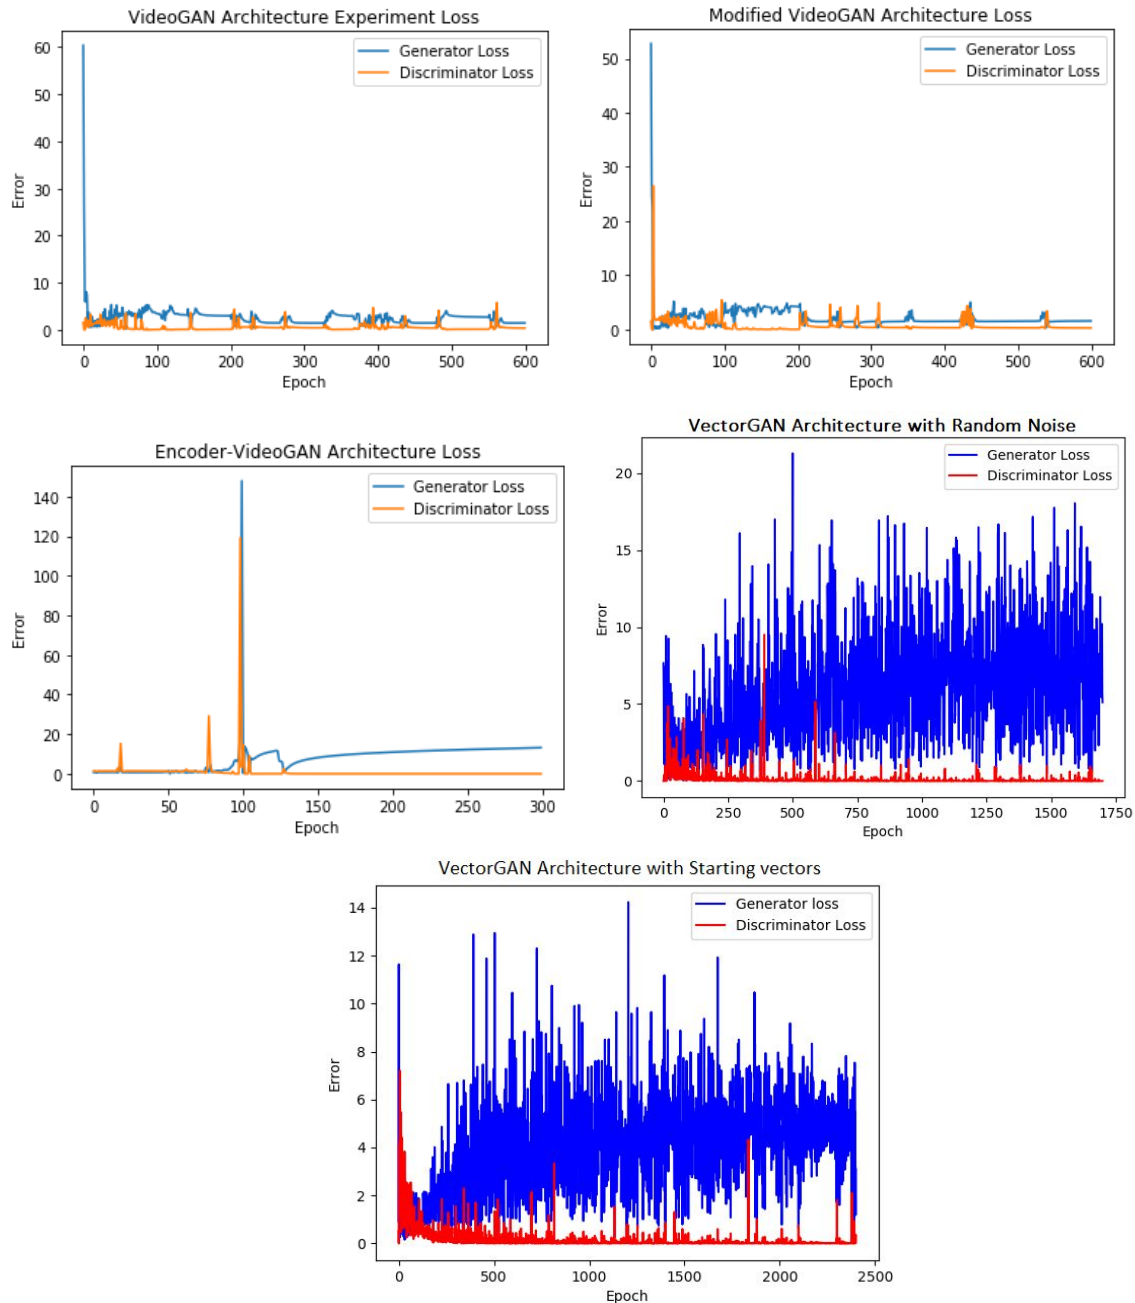 VideoGAN Architecture Experiment Loss
Generator Loss
Discriminator Loss
60
50
40
30
20
10
0
Error
0 100 200 300 400 500 600
Epoch
Modified VideoGAN Architecture Loss
Generator Loss
Discriminator Loss
50
40
30
20
10
0
Error
0 100 200 300 400 500 600
Epoch
Encoder-VideoGAN Architecture Loss
Generator Loss
Discriminator Loss
140
120
100
80
60
40
20
0
Error
0 50 100 150 200 250 300
Epoch
VectorGAN Architecture with Random Noise
Generator Loss
Discriminator Loss
20
15
10
5
0
Error
0 250 500 750 1000 1250 1500 1750
Epoch
VectorGAN Architecture with Starting vectors
Generator loss
Discriminator Loss
14
12
10
8
6
4
2
0
Error
0 500 1000 1500 2000 2500
Epoch